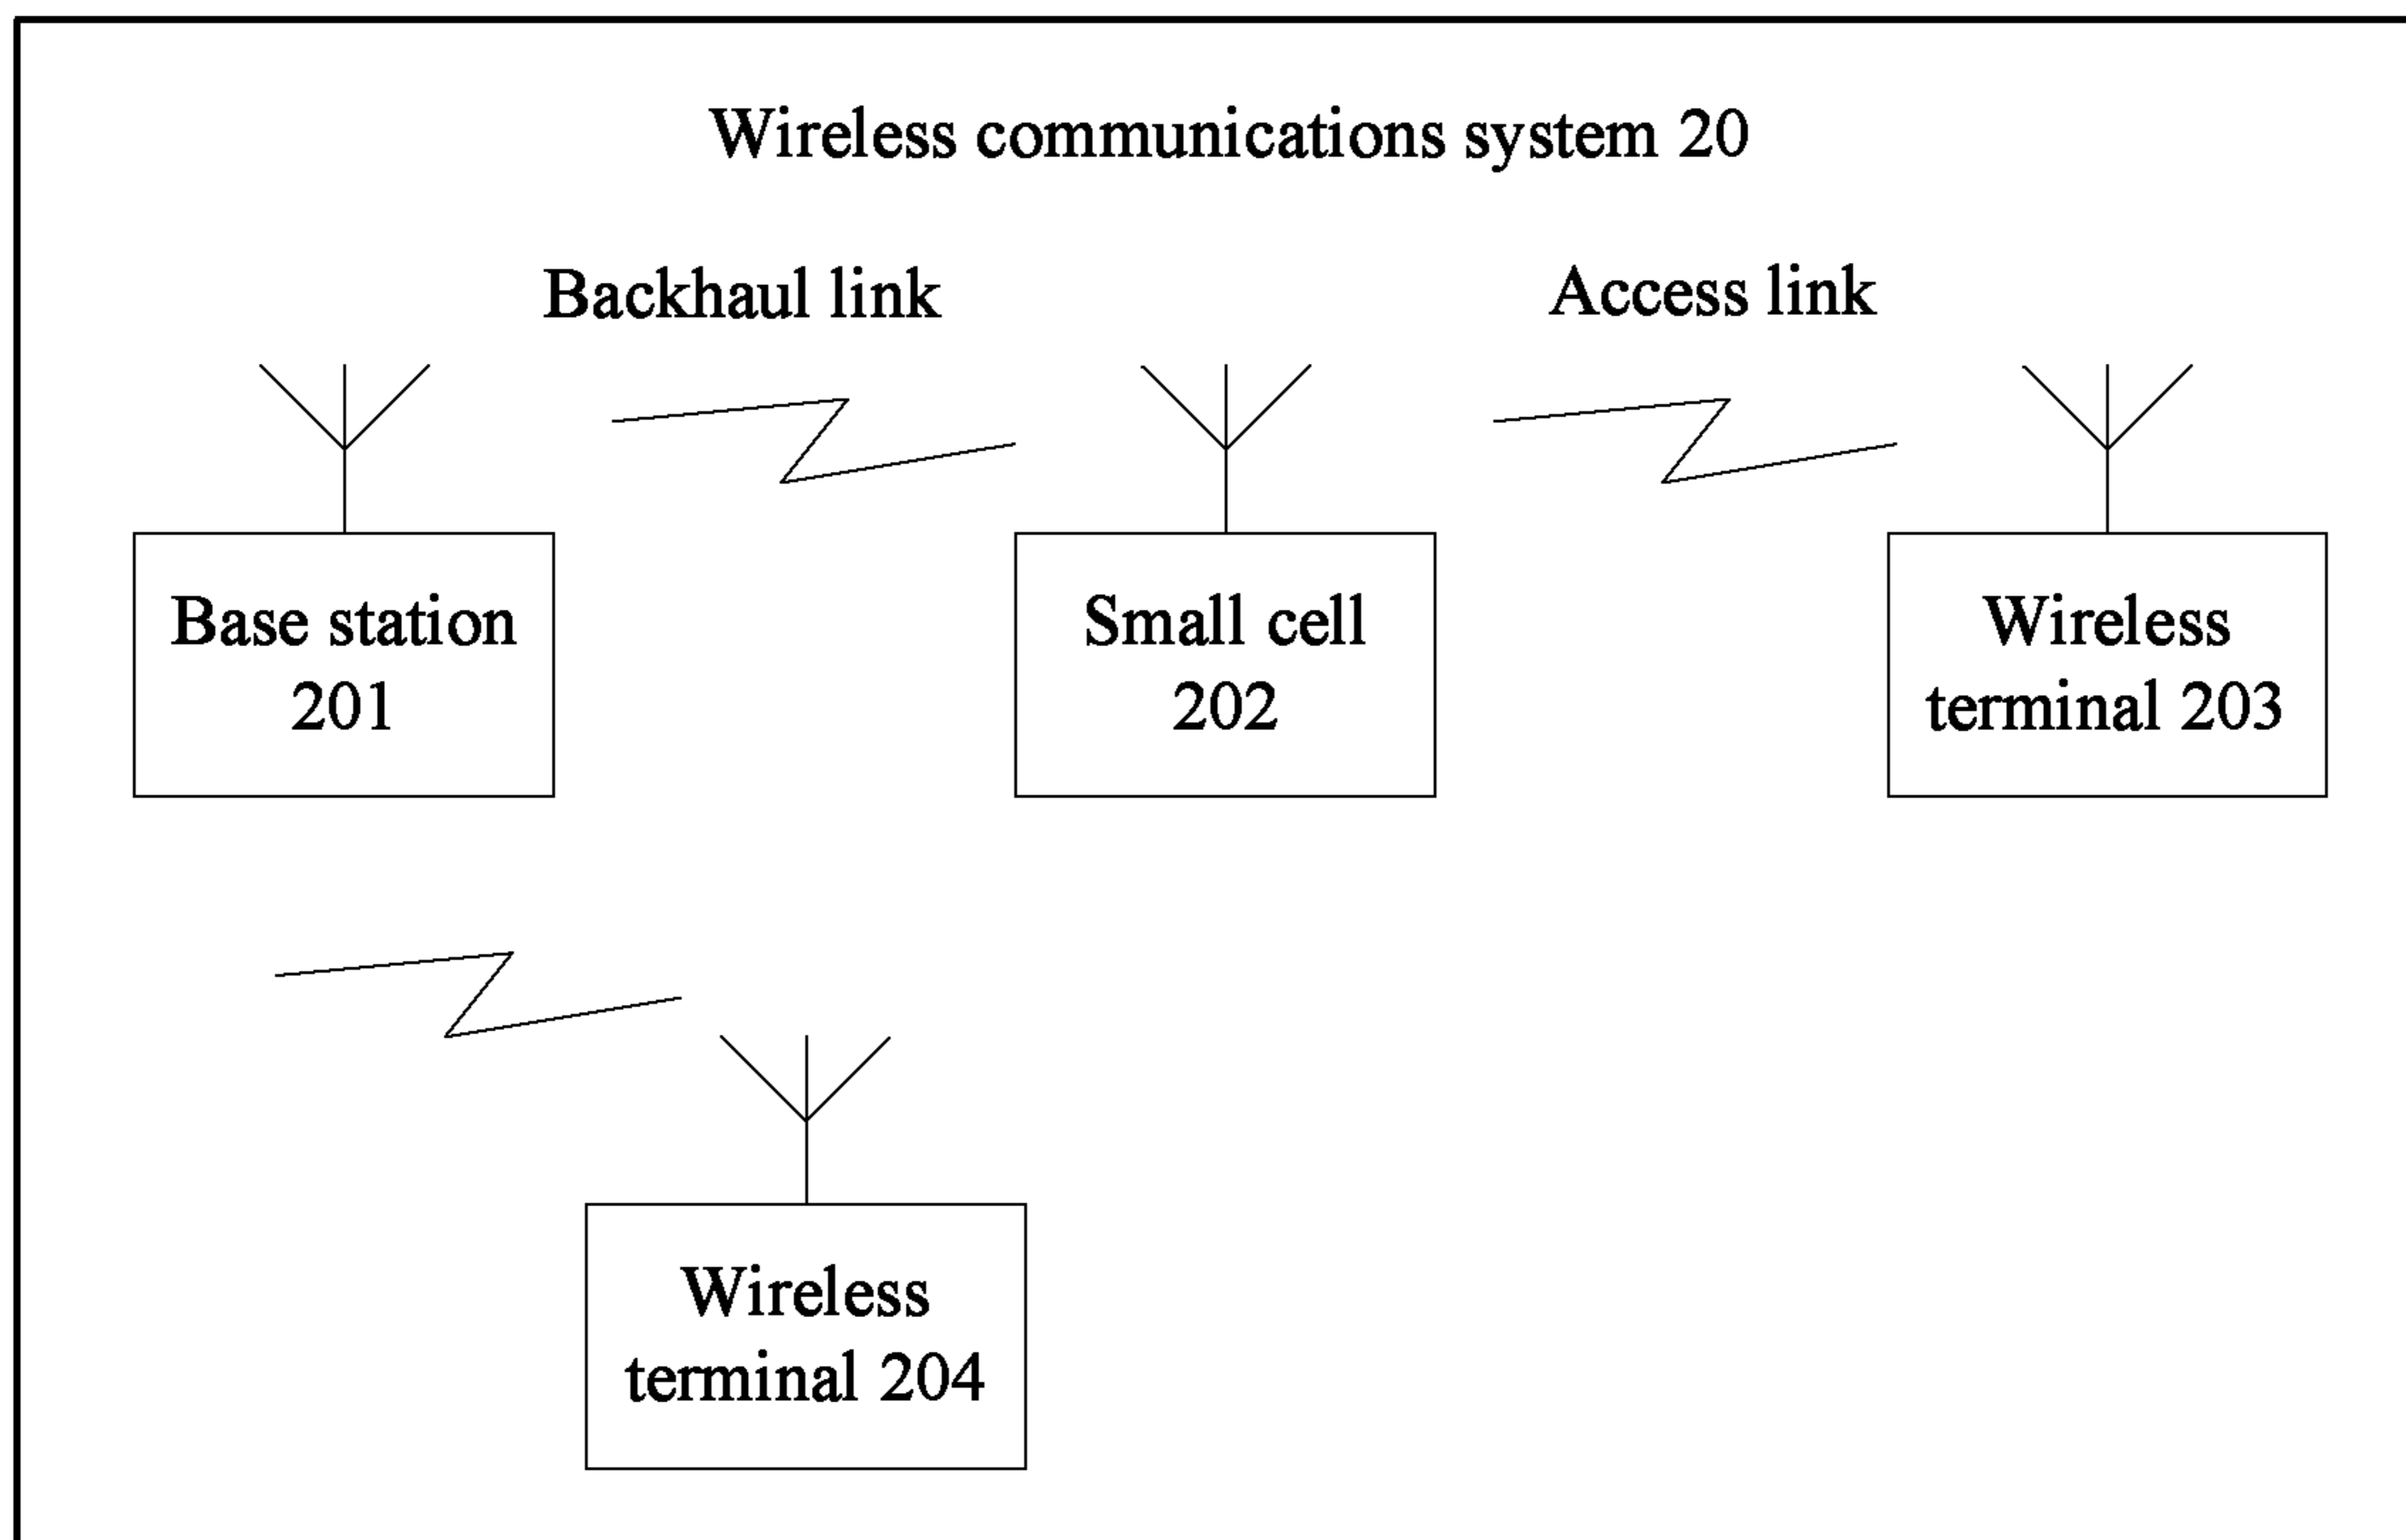 Wireless communications system 20
Backhaul link
Access link
Base station
201
Small cell
202
Wireless
terminal 203
Wireless
terminal 204